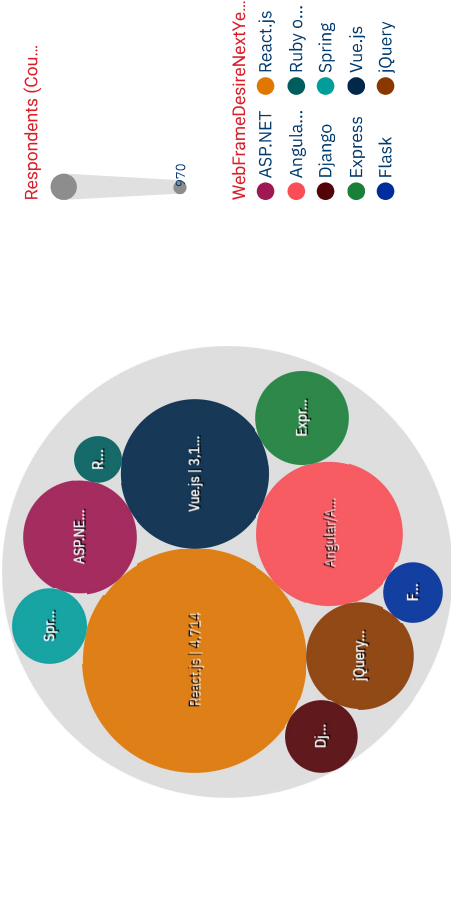 Respondents (Cou...
970
WebFrameDesireNextYe...
ASP.NET
React.js
Angula...
Ruby o...
Django
Spring
Express
Vue.js
Flask
jQuery
Spr...
ASP.NE...
R...
React.js | 4,714
Vue.js | 3,1...
Dj...
jQuery...
Angular/A...
Expr...
F...